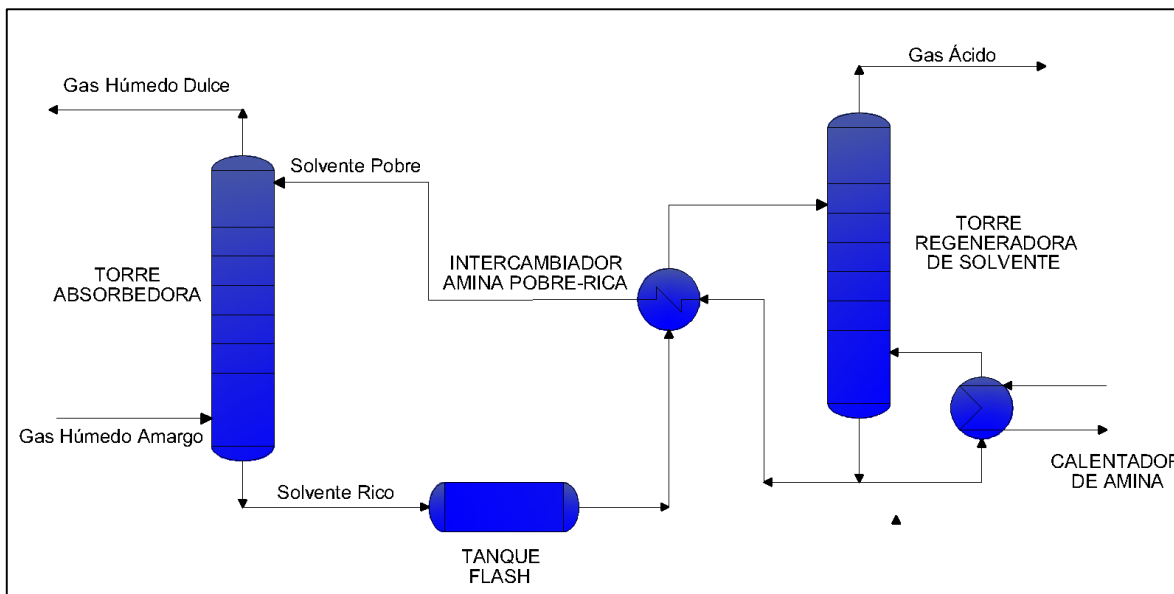 Gas Ácido
Gas Húmedo Dulce
Solvente Pobre
TORRE
REGENERADORA
DE SOLVENTE
INTERCAMBIADOR
AMINA POBRE-RICA
TORRE
ABSORBEDORA
Gas Húmedo Amargo
CALENTADOR
DE AMINA
Solvente Rico
TANQUE
FLASH